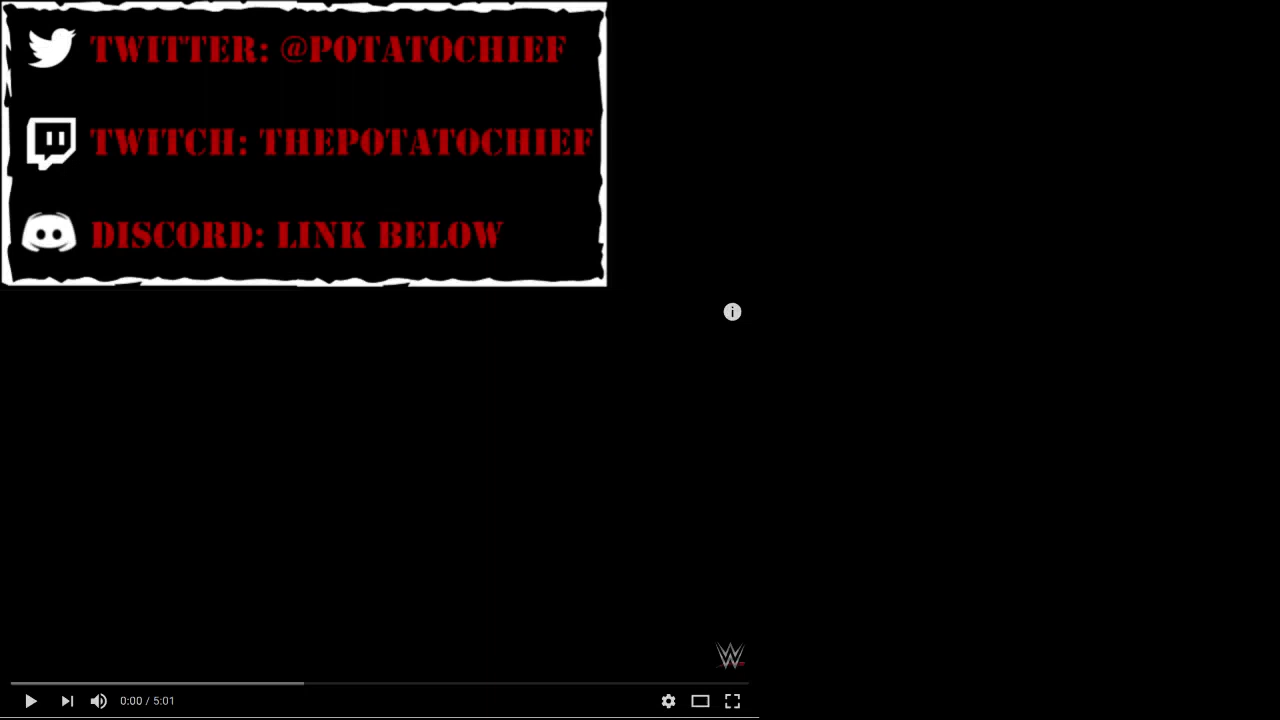 TWITTER: @POTATOCHIEF
TWITCH: THEPOTATOCHIEF
DISCORD: LINK BELOW
0:00 / 5:01